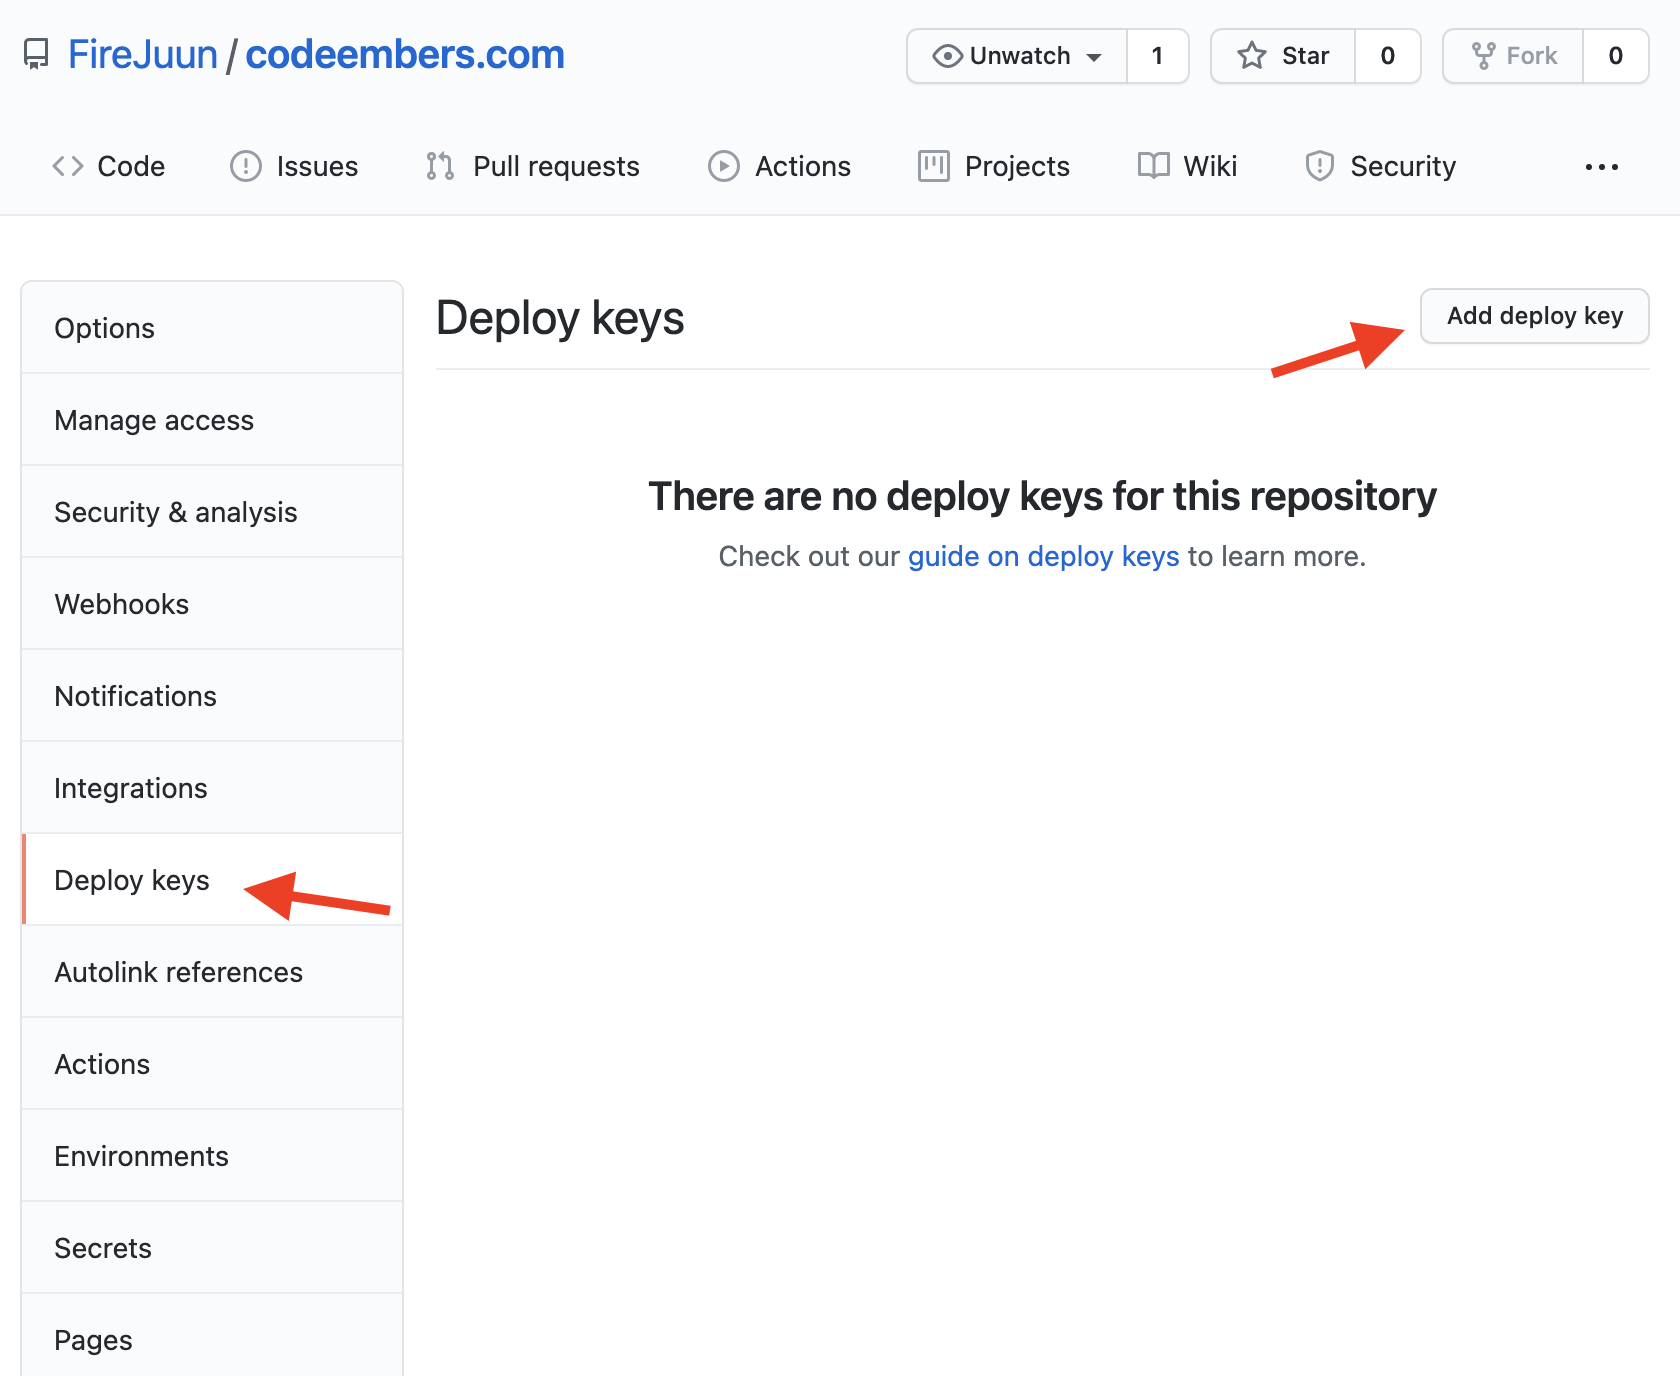 FireJuun / codeembers.com
Unwatch 1 Star 0 Fork 0
Code Issues Pull requests Actions Projects Wiki Security
Options
Manage access
Security & analysis
Webhooks
Notifications
Integrations
Deploy keys
Autolink references
Actions
Environments
Secrets
Pages
Deploy keys
Add deploy key
There are no deploy keys for this repository
Check out our guide on deploy keys to learn more.